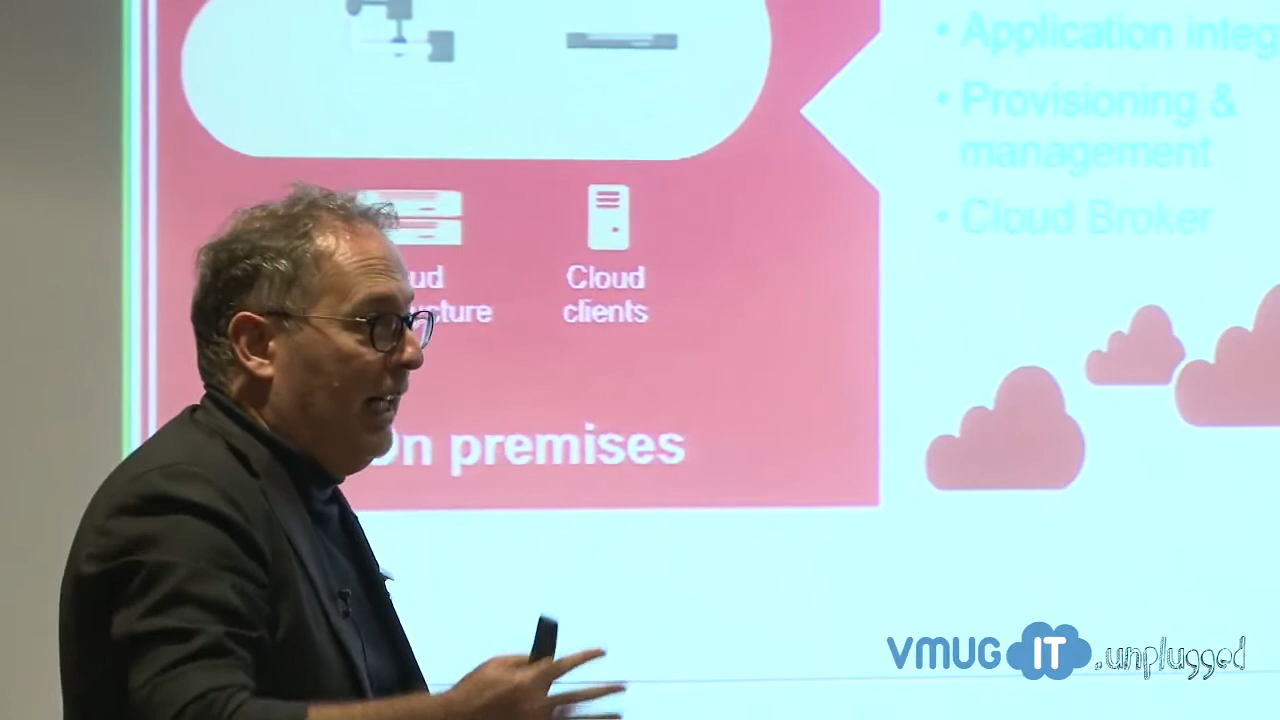 • Application integ
• Provisioning &
management
• Cloud Broker
ud
ucture
Cloud
clients
On premises
VMUG IT .unplugged